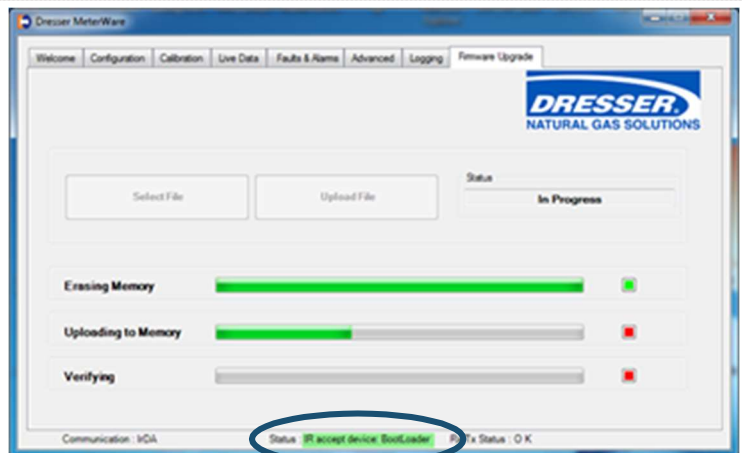 Dresser MeterWare
Welcome Configuration Calibration Live Data Faults & Alarms Advanced Logging Firmware Upgrade
DRESSER.
NATURAL GAS SOLUTIONS
Status
Select File Upload File In Progress
Erasing Memory
Uploading to Memory
Verifying
Communication : IrDA Status IR accept device: BootLoader Tx Status : O K